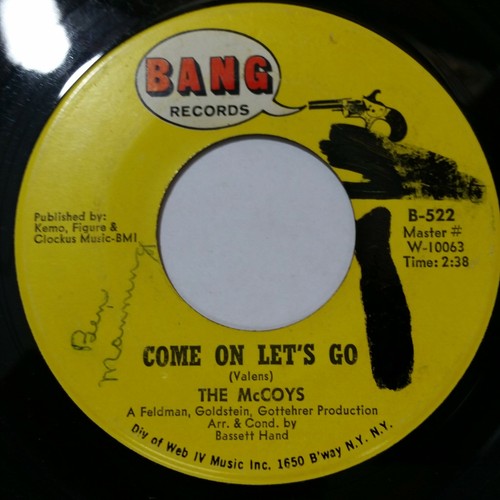 BANG
RECORDS
Published by:
Kemo, Figure &
Clockus Music-BMI
B-522
Master #
W-10063
Time: 2:38
Ben
Manning
COME ON LET'S GO
(Valens)
THE McCOYS
A Feldman, Goldstein, Gottehrer Production
Arr. & Cond. by
Bassett Hand
Div of Web IV Music Inc. 1650 B'way N.Y. N.Y.